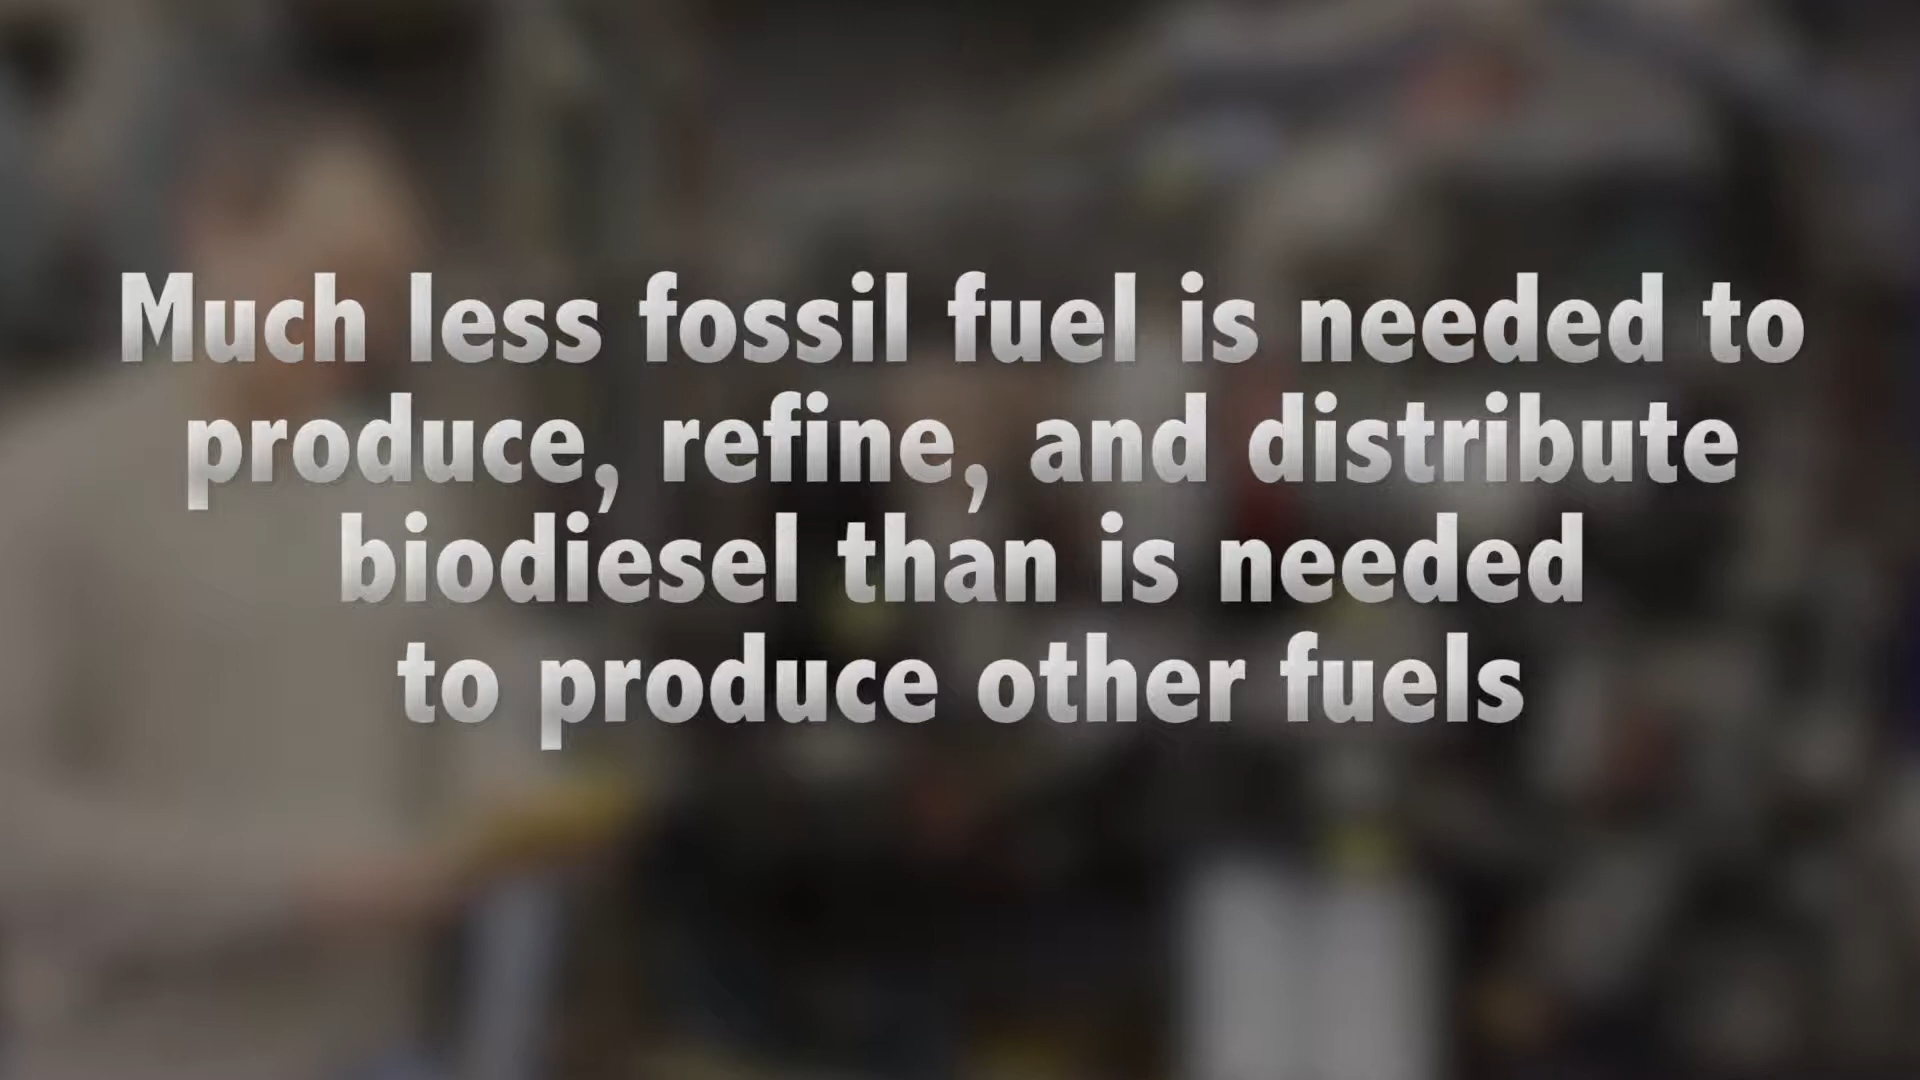 Much less fossil fuel is needed to
produce, refine, and distribute
biodiesel than is needed
to produce other fuels